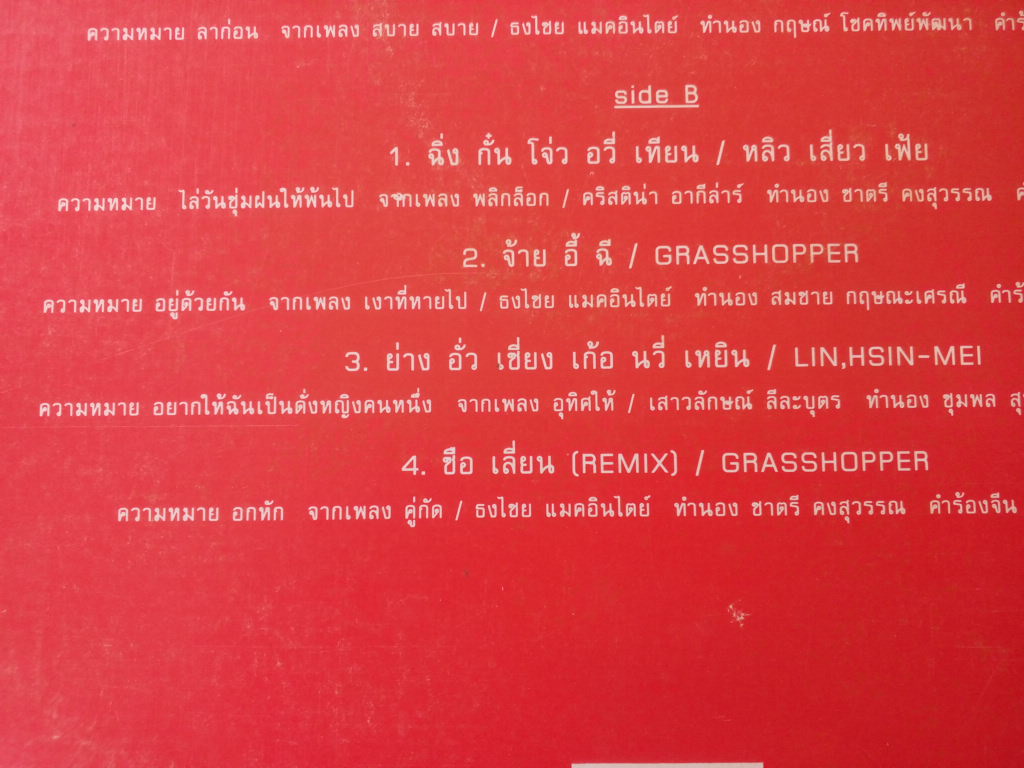 ความหมาย ลาก่อน จากเพลง สบาย สบาย / ธงไชย แมคอินไตย์ ทำนอง กฤษณ์ โชคทิพย์พัฒนา
side B
1. ฉิ่ง กั๋น โจ่ว อวี่ เทียน / หลิว เสี่ยว เฟ้ย
ความหมาย ไล่วันชุ่มฝนให้พ้นไป จากเพลง พลิกล็อก / คริสติน่า อากีล่าร์ ทำนอง ชาตรี คงสุวรรณ
2. จ้าย อี้ ฉี / GRASSHOPPER
ความหมาย อยู่ด้วยกัน จากเพลง เงาที่หายไป / ธงไชย แมคอินไตย์ ทำนอง สมชาย กฤษณะเศรณี
3. ย่าง อั่ว เชี่ยง เก้อ นวี่ เหยิน / LIN,HSIN-MEI
ความหมาย อยากให้ฉันเป็นดั่งหญิงคนหนึ่ง จากเพลง อุทิศให้ / เสาวลักษณ์ ลีละบุตร ทำนอง ชุมพล
4. ชือ เลี่ยน (REMIX) / GRASSHOPPER
ความหมาย อกหัก จากเพลง คู่กัด / ธงไชย แมคอินไตย์ ทำนอง ชาตรี คงสุวรรณ คำร้องจีน